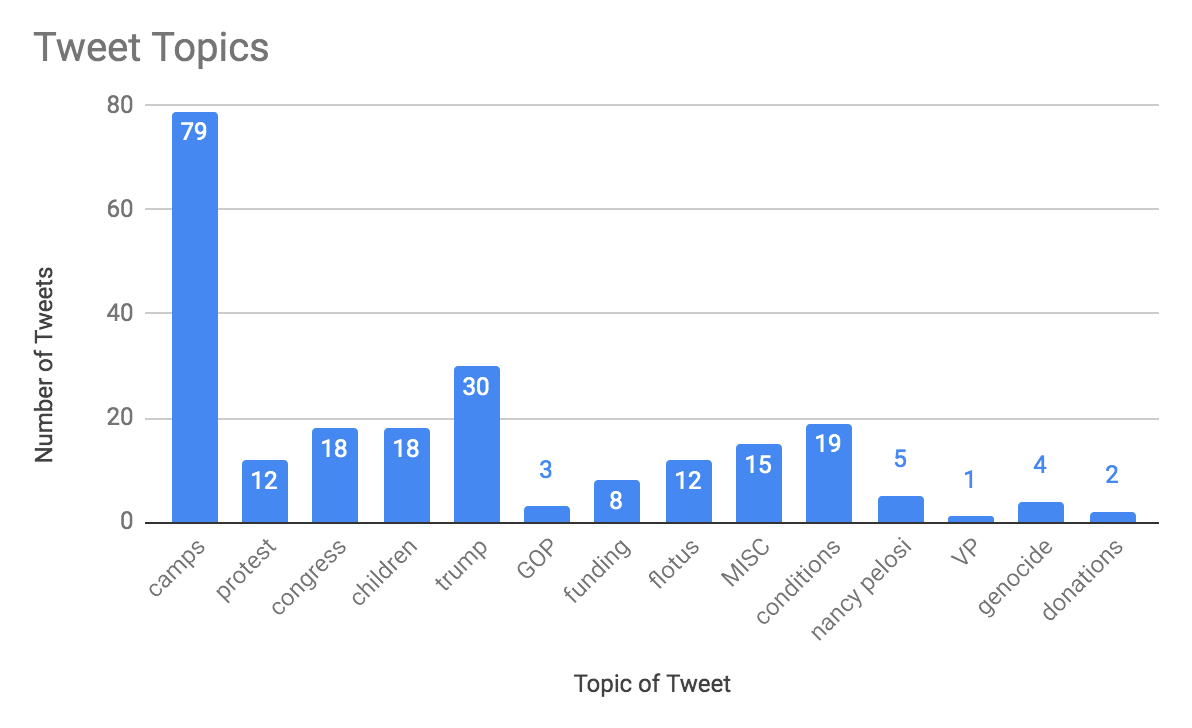 Tweet Topics
Number of Tweets
80
60
40
20
0
79
12
18
18
30
3
8
12
15
19
5
1
4
2
camps
protest
congress
children
trump
GOP
funding
flotus
MISC
conditions
nancy pelosi
VP
genocide
donations
Topic of Tweet